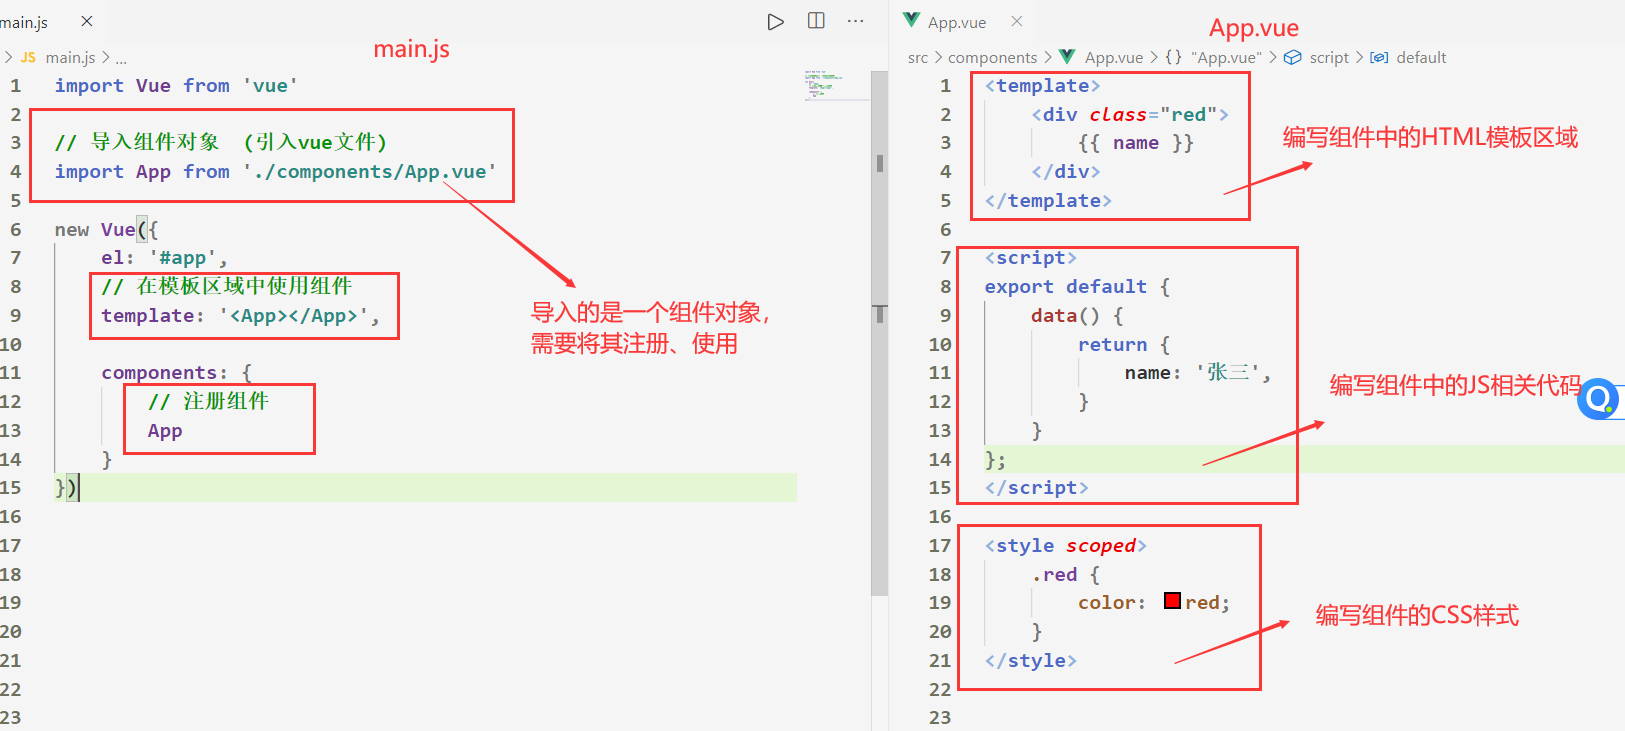 main.js
JS main.js ...
main.js
1 import Vue from 'vue'
2
3 // 导入组件对象 (引入vue文件)
4 import App from './components/App.vue'
5
6 new Vue({
7 el: '#app',
8 // 在模板区域中使用组件
9 template: '<App></App>',
10
11 components: {
12 // 注册组件
13 App
14 }
15 })
16
17
18
19
20
21
22
23
导入的是一个组件对象,
需要将其注册、使用
App.vue
App.vue
src > components > App.vue > {} "App.vue" > script > default
1 <template>
2 <div class="red">
3 {{ name }}
4 </div>
5 </template>
6
7 <script>
8 export default {
9 data() {
10 return {
11 name: '张三',
12 }
13 }
14 };
15 </script>
16
17 <style scoped>
18 .red {
19 color: red;
20 }
21 </style>
22
23
编写组件中的HTML模板区域
编写组件中的JS相关代码
编写组件的CSS样式